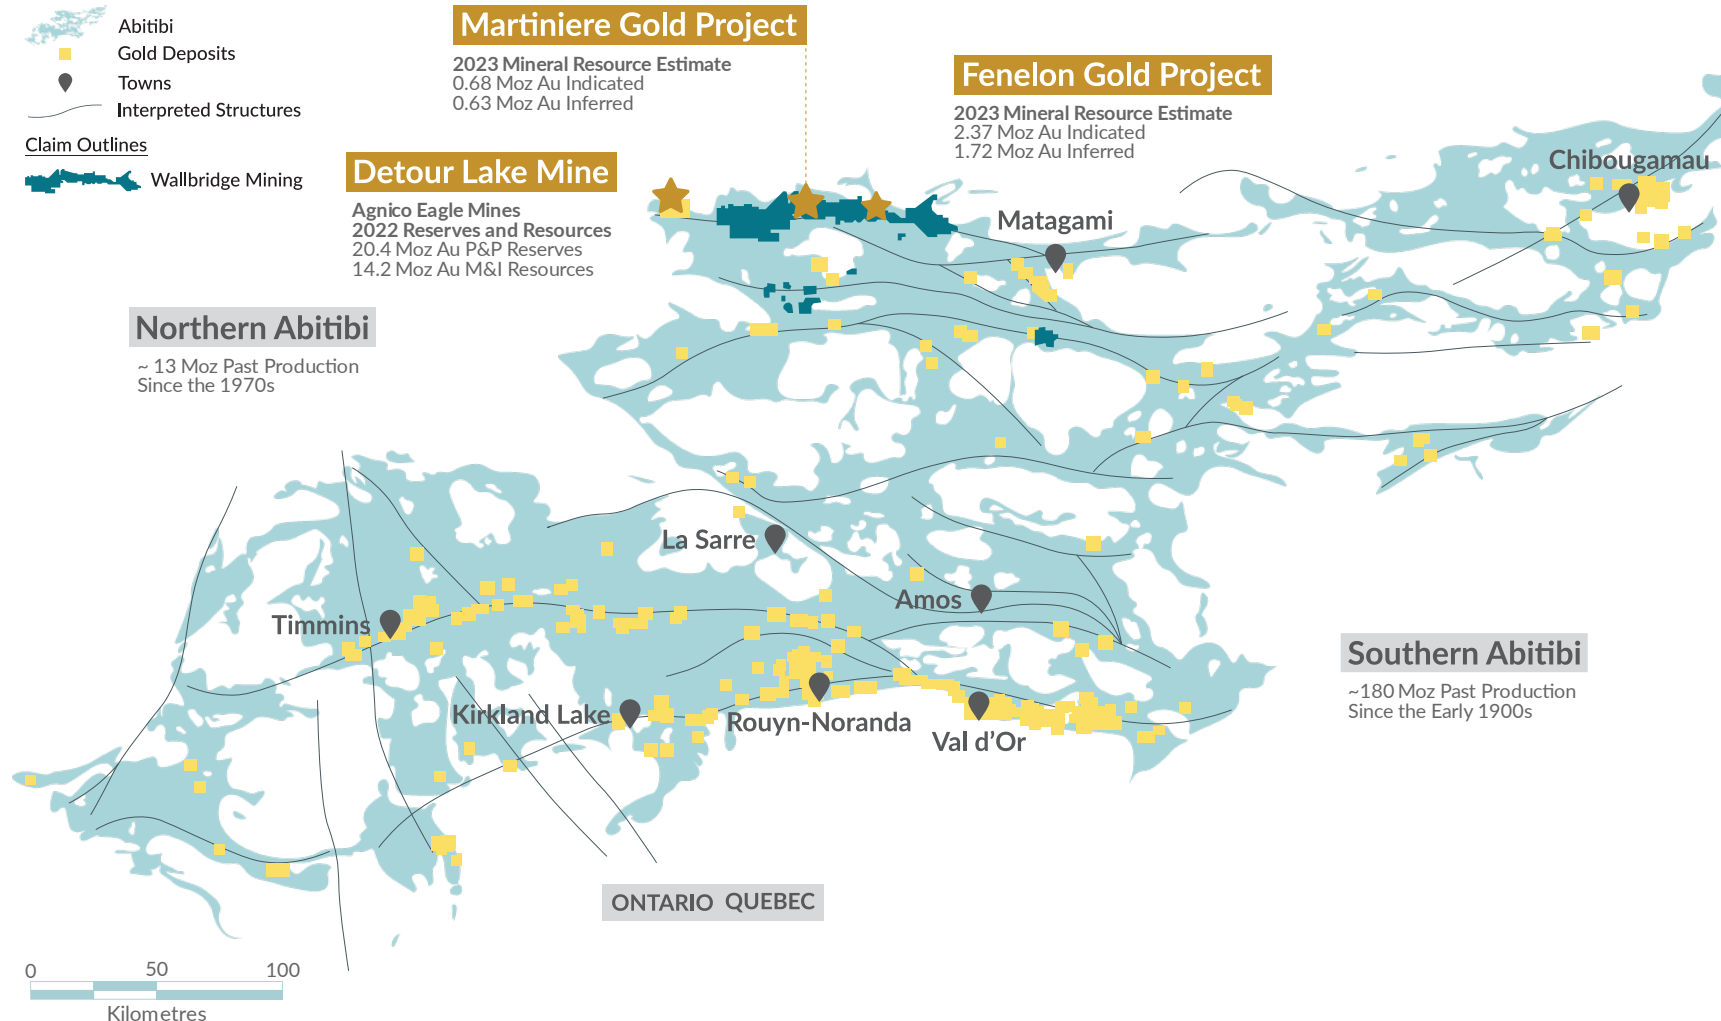 Abitibi
Gold Deposits
Towns
Interpreted Structures
Claim Outlines
Wallbridge Mining
Martiniere Gold Project
2023 Mineral Resource Estimate
0.68 Moz Au Indicated
0.63 Moz Au Inferred
Fenelon Gold Project
2023 Mineral Resource Estimate
2.37 Moz Au Indicated
1.72 Moz Au Inferred
Detour Lake Mine
Agnico Eagle Mines
2022 Reserves and Resources
20.4 Moz Au P&P Reserves
14.2 Moz Au M&I Resources
Chibougamau
Matagami
Northern Abitibi
~ 13 Moz Past Production
Since the 1970s
La Sarre
Amos
Timmins
Southern Abitibi
~180 Moz Past Production
Since the Early 1900s
Kirkland Lake
Rouyn-Noranda
Val d'Or
ONTARIO QUEBEC
0 50 100
Kilometres